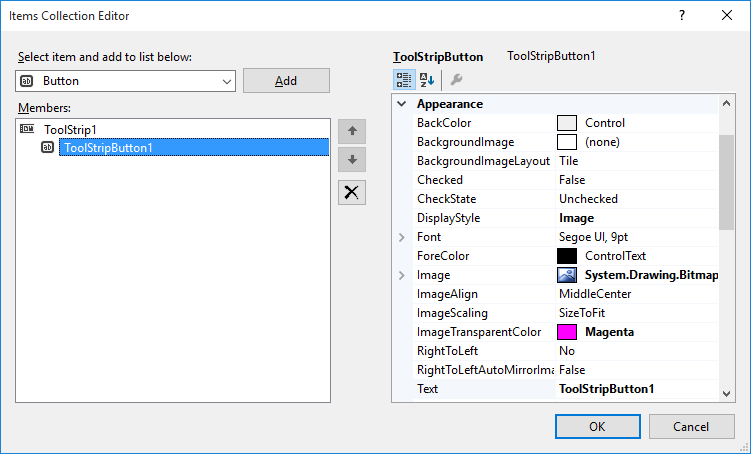 Items Collection Editor
?
Select item and add to list below:
Button
Add
Members:
ToolStrip1
ToolStripButton1
ToolStripButton ToolStripButton1
Appearance
BackColor Control
BackgroundImage (none)
BackgroundImageLayout Tile
Checked False
CheckState Unchecked
DisplayStyle Image
Font Segoe UI, 9pt
ForeColor ControlText
Image System.Drawing.Bitmap
ImageAlign MiddleCenter
ImageScaling SizeToFit
ImageTransparentColor Magenta
RightToLeft No
RightToLeftAutoMirrorIma False
Text ToolStripButton1
OK
Cancel